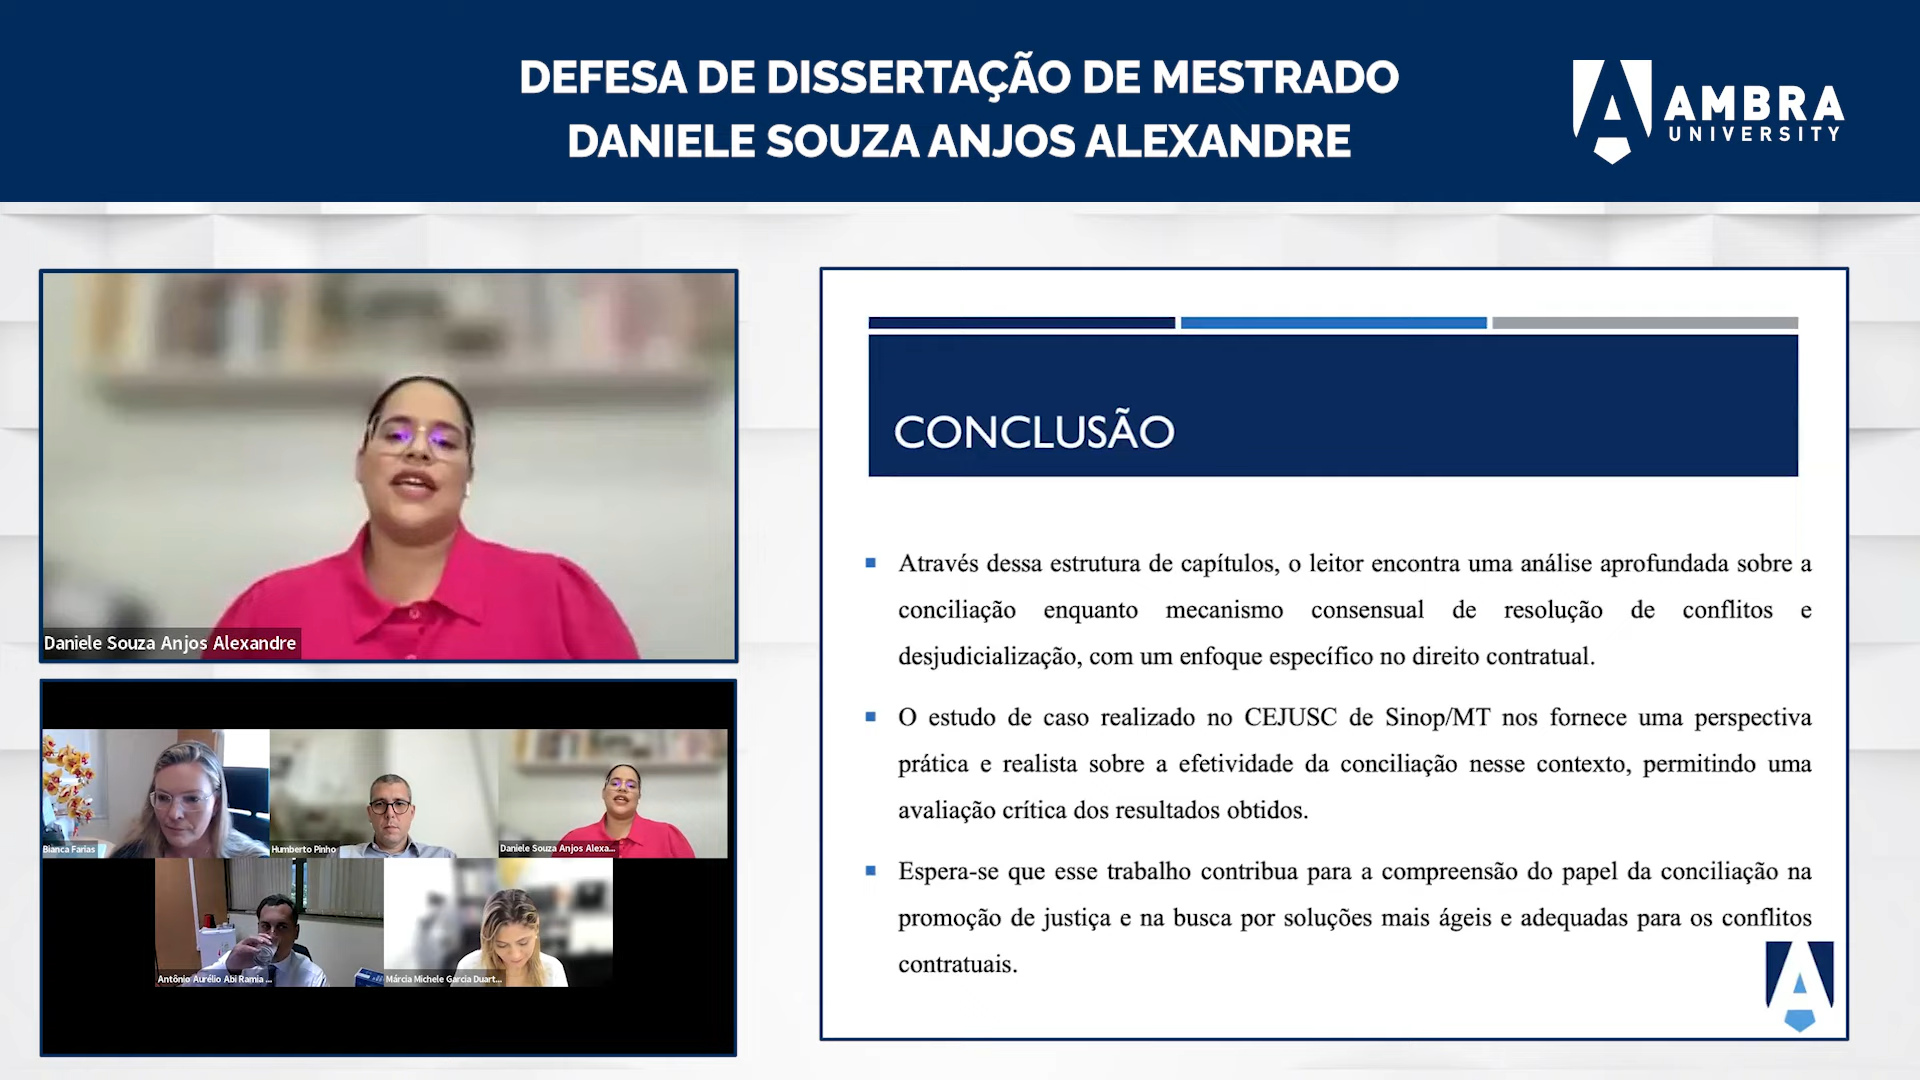 DEFESA DE DISSERTAÇÃO DE MESTRADO
DANIELE SOUZA ANJOS ALEXANDRE
AMBRA
UNIVERSITY
Daniele Souza Anjos Alexandre
Bianca Farias
Humberto Pinho
Daniele Souza Anjos Alexa...
Antônio Aurélio Abi Ramia ...
Márcia Michele Garcia Duart...
CONCLUSÃO
Através dessa estrutura de capítulos, o leitor encontra uma análise aprofundada sobre a
conciliação enquanto mecanismo consensual de resolução de conflitos e
desjudicialização, com um enfoque específico no direito contratual.
O estudo de caso realizado no CEJUSC de Sinop/MT nos fornece uma perspectiva
prática e realista sobre a efetividade da conciliação nesse contexto, permitindo uma
avaliação crítica dos resultados obtidos.
Espera-se que esse trabalho contribua para a compreensão do papel da conciliação na
promoção de justiça e na busca por soluções mais ágeis e adequadas para os conflitos
contratuais.